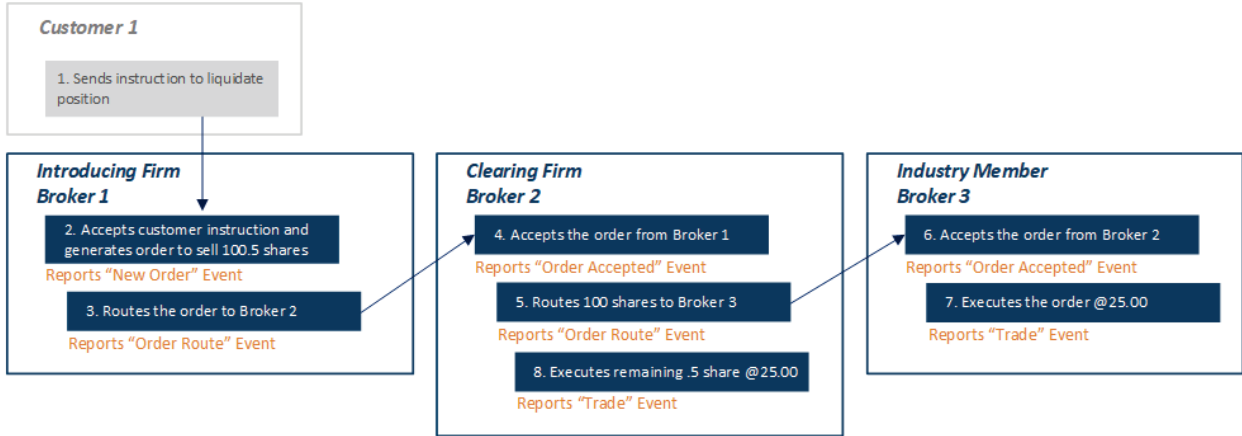 Customer 1
1. Sends instruction to liquidate
position
Introducing Firm
Broker 1
2. Accepts customer instruction and
generates order to sell 100.5 shares
Reports “New Order” Event
3. Routes the order to Broker 2
Reports “Order Route” Event
Clearing Firm
Broker 2
4. Accepts the order from Broker 1
Reports “Order Accepted” Event
5. Routes 100 shares to Broker 3
Reports “Order Route” Event
8. Executes remaining .5 share @25.00
Reports “Trade” Event
Industry Member
Broker 3
6. Accepts the order from Broker 2
Reports “Order Accepted” Event
7. Executes the order @25.00
Reports “Trade” Event